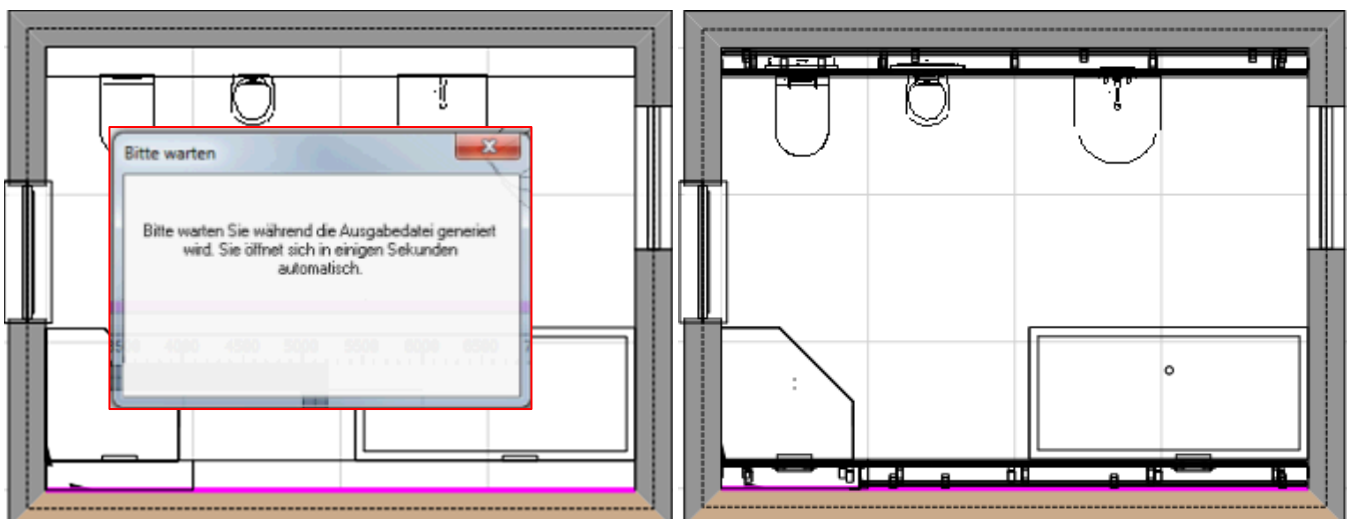 Bitte warten
Bitte warten Sie während die Ausgabedatei generiert
wird. Sie öffnet sich in einigen Sekunden
automatisch.
4000 4500 5000 5500 6000 6500